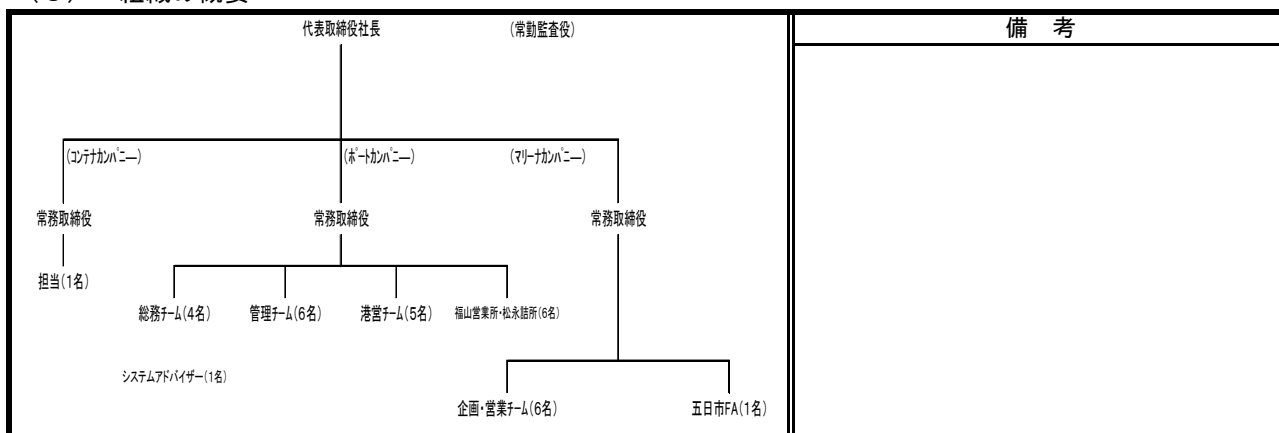 代表取締役社長 (常勤監査役) 備 考
(ｺﾝﾃﾅｶﾝﾊﾟﾆ―) (ﾎﾟｰﾄｶﾝﾊﾟﾆ―) (ﾏﾘｰﾅｶﾝﾊﾟﾆ―)
常務取締役 常務取締役 常務取締役
担当(1名)
総務ﾁｰﾑ(4名) 管理ﾁｰﾑ(6名) 港営ﾁｰﾑ(5名) 福山営業所・松永詰所(6名)
システムアドバイザー(1名)
企画・営業ﾁｰﾑ(6名) 五日市FA(1名)